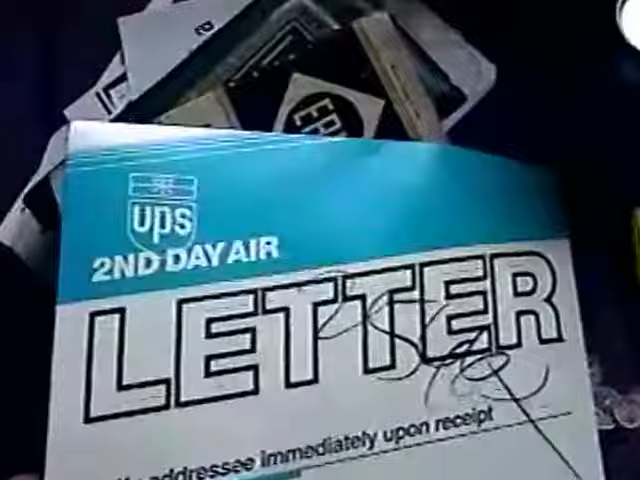 ups
2ND DAY AIR
LETTER
addressee immediately upon receipt